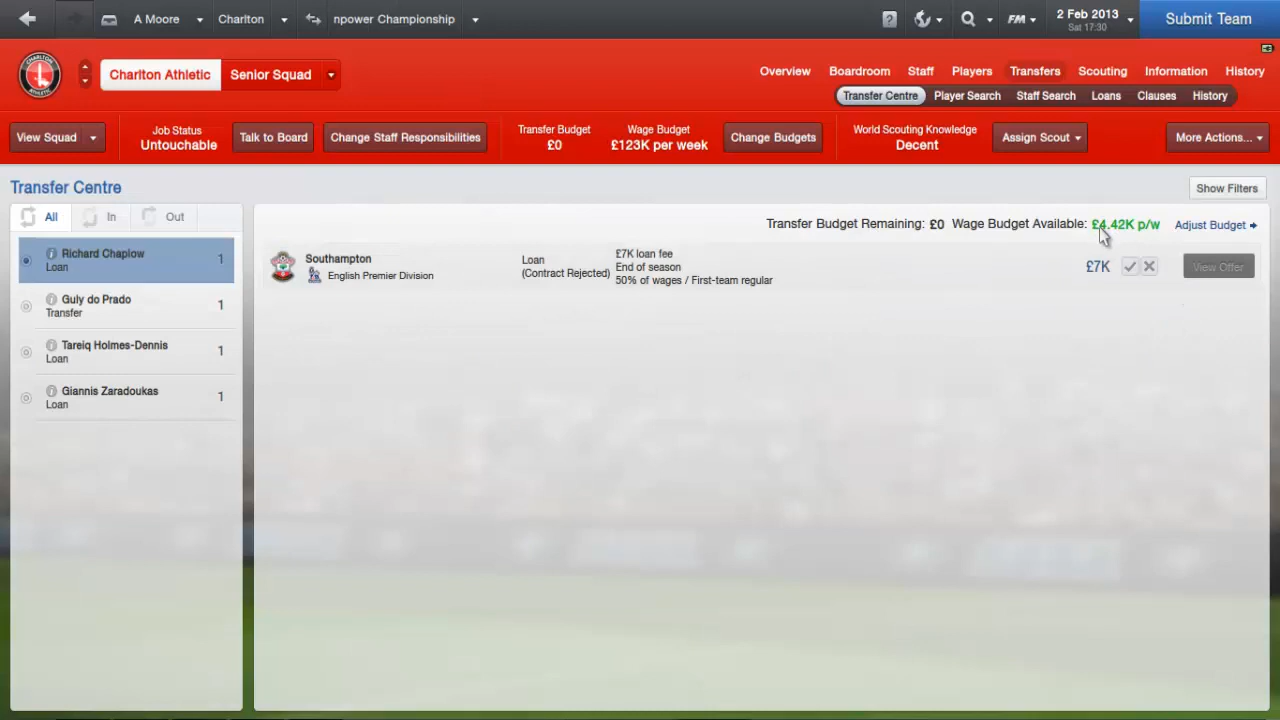 A Moore
Charlton
npower Championship
?
FM
2 Feb 2013
Sat 17:30
Submit Team
Charlton Athletic
Senior Squad
Overview
Boardroom
Staff
Players
Transfers
Scouting
Information
History
Transfer Centre
Player Search
Staff Search
Loans
Clauses
History
View Squad
Job Status
Untouchable
Talk to Board
Change Staff Responsibilities
Transfer Budget
£0
Wage Budget
£123K per week
Change Budgets
World Scouting Knowledge
Decent
Assign Scout
More Actions...
Transfer Centre
Show Filters
All
In
Out
Transfer Budget Remaining: £0 Wage Budget Available: £4.42K p/w
Adjust Budget
Richard Chaplow
Loan
1
Guly do Prado
Transfer
1
Tareiq Holmes-Dennis
Loan
1
Giannis Zaradoukas
Loan
1
Southampton
English Premier Division
Loan
(Contract Rejected)
£7K loan fee
End of season
50% of wages / First-team regular
£7K
View Offer